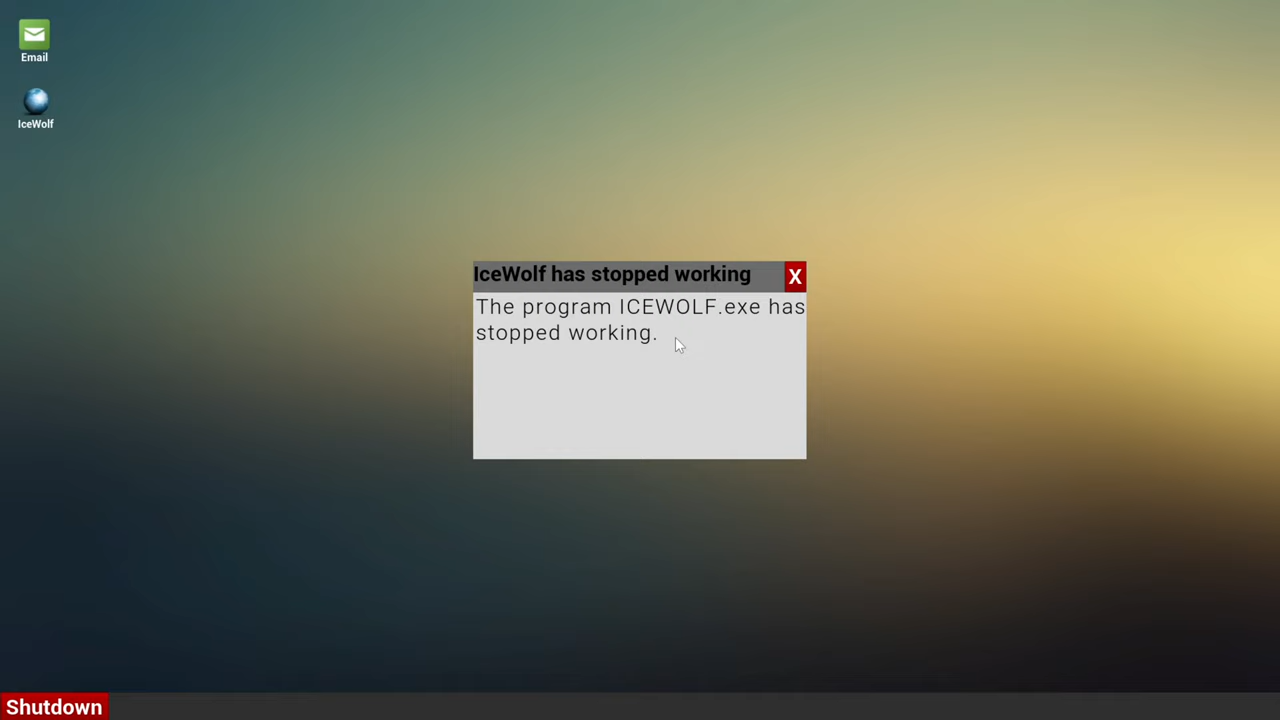 Email
IceWolf
IceWolf has stopped working
X
The program ICEWOLF.exe has
stopped working.
Shutdown